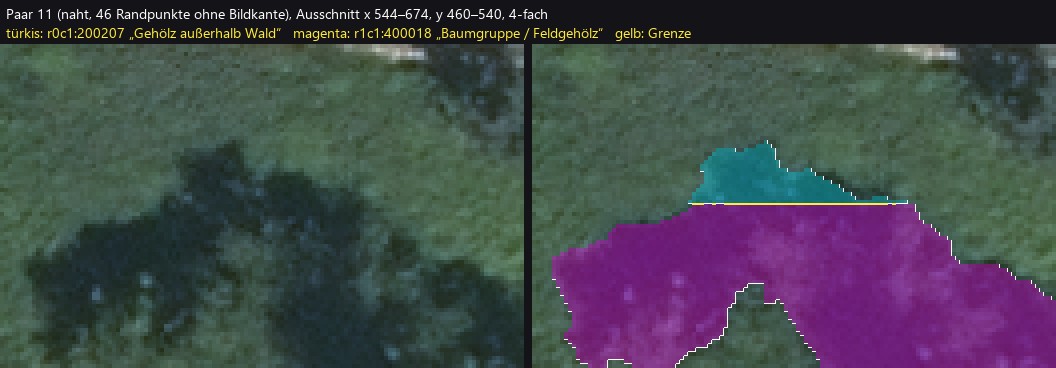 Paar 11 (naht, 46 Randpunkte ohne Bildkante), Ausschnitt x 544–674, y 460–540, 4-fach
türkis: r0c1:200207 „Gehölz außerhalb Wald“ magenta: r1c1:400018 „Baumgruppe / Feldgehölz“ gelb: Grenze